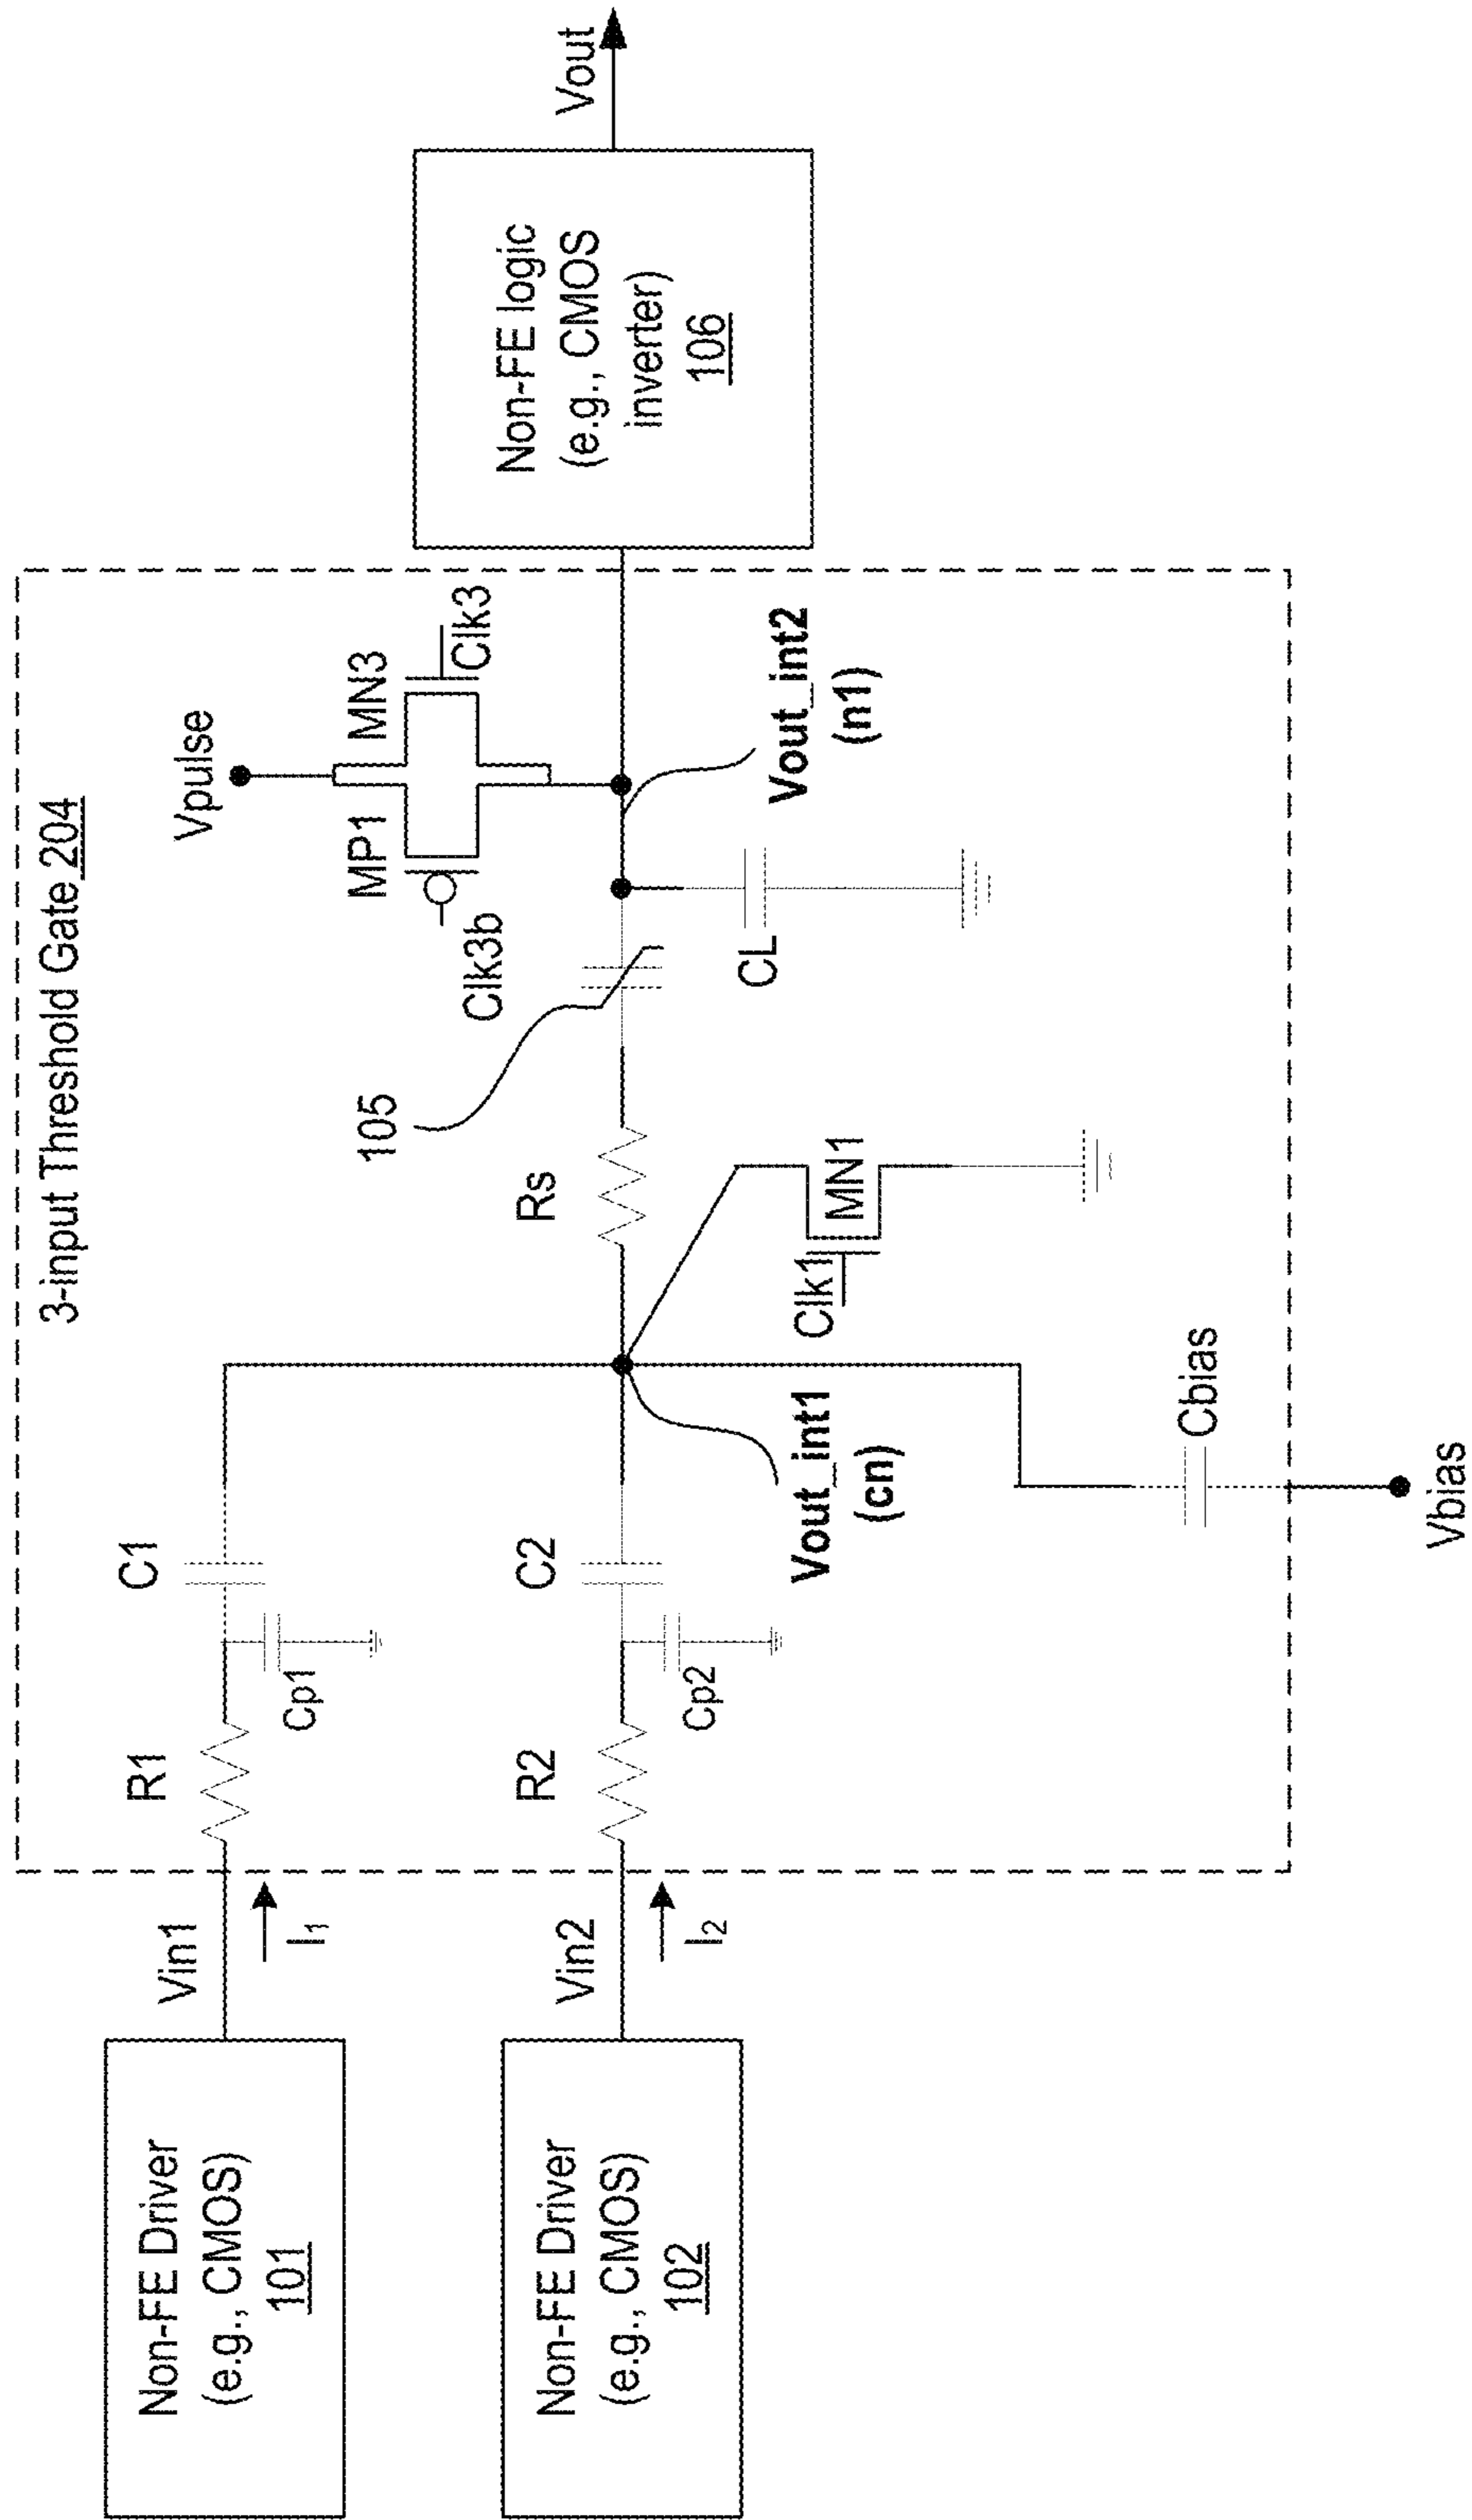 3-input Threshold Gate 204
Non-FE Driver
(e.g., CMOS)
101
Vin1
I1
R1
Cp1
C1
Non-FE Driver
(e.g., CMOS)
102
Vin2
I2
R2
Cp2
C2
Vout_int1
(cn)
Cbias
Vbias
Rs
Clk1
MN1
105
CL
Vpulse
MP1
MN3
Clk3b
Clk3
Vout_int2
(n1)
Non-FE logic
(e.g., CMOS
inverter)
106
Vout